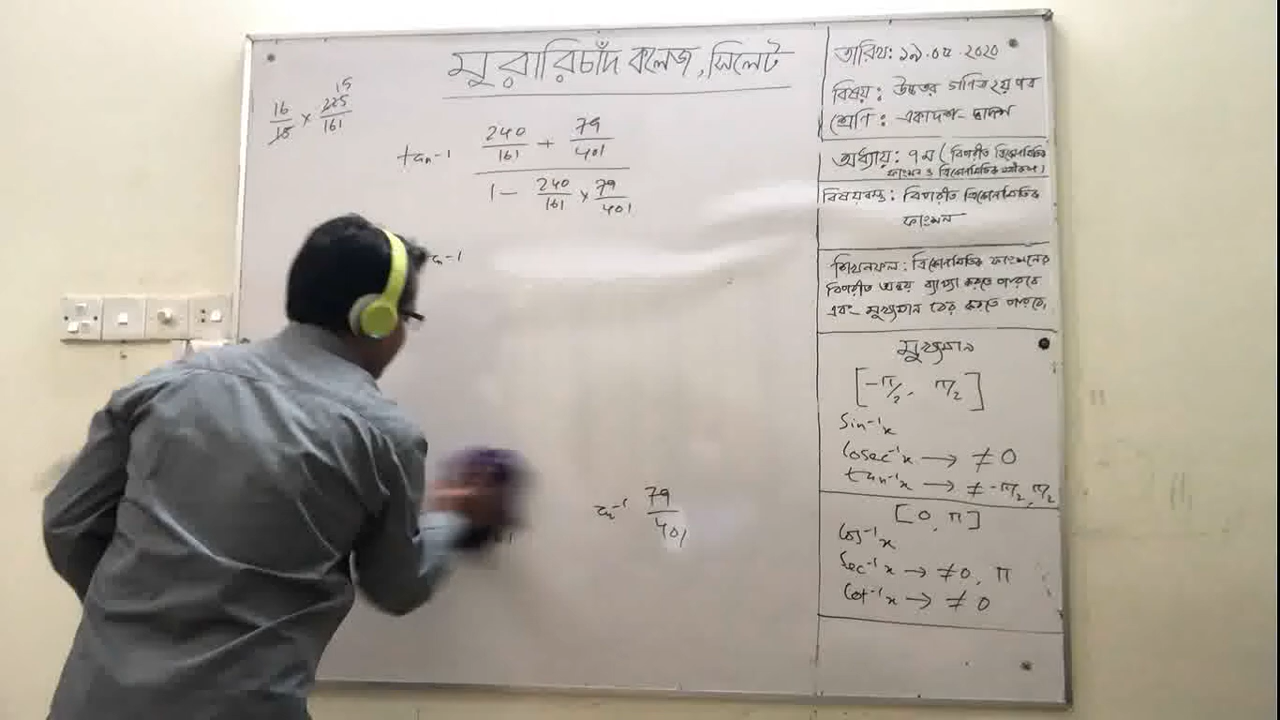 মুরারিচাঁদ কলেজ, সিলেট
16/15 × 225/161
15
tan⁻¹ (240/161 + 79/401) / (1 − 240/161 × 79/401)
79/401
তারিখ: ১৯.০৫.২০২০
বিষয়: উচ্চতর গণিত ২য় পত্র
শ্রেণি: একাদশ-দ্বাদশ
অধ্যায়: ৭ম (বিপরীত ত্রিকোণমিতিক
ফাংশন ও ত্রিকোণমিতিক সমীকরণ)
বিষয়বস্তু: বিপরীত ত্রিকোণমিতিক
ফাংশন
শিখনফল: ত্রিকোণমিতিক ফাংশনের
বিপরীত অন্বয় ব্যাখ্যা করতে পারবে
এবং মুখ্যমান বের করতে পারবে।
মুখ্যমান
[−π/2, π/2]
Sin⁻¹x
Cosec⁻¹x → ≠ 0
tan⁻¹x → ≠ −π/2, π/2
[0, π]
Cos⁻¹x
Sec⁻¹x → ≠ 0, π
Cot⁻¹x → ≠ 0